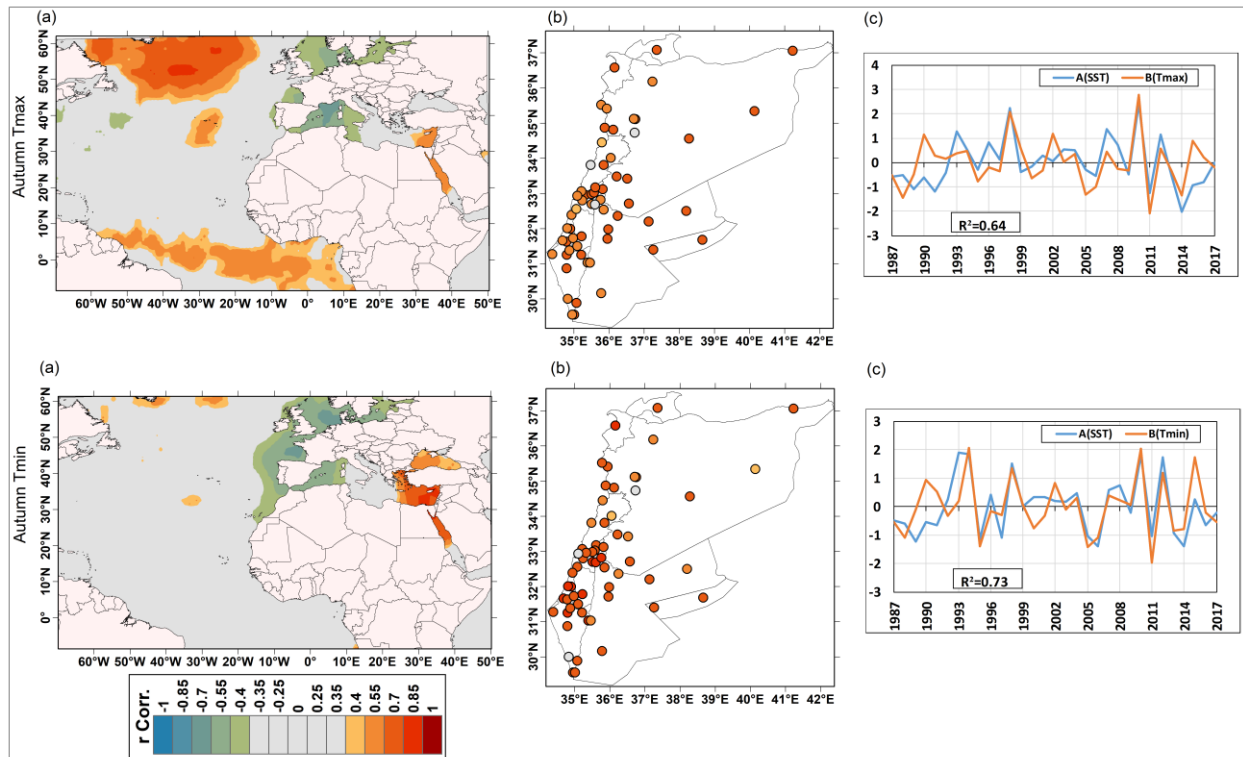 (a)
(b)
(c)
Autumn Tmax
60°N
50°N
40°N
30°N
20°N
10°N
0°
60°W 50°W 40°W 30°W 20°W 10°W 0° 10°E 20°E 30°E 40°E 50°E
37°N
36°N
35°N
34°N
33°N
32°N
31°N
30°N
35°E 36°E 37°E 38°E 39°E 40°E 41°E 42°E
A(SST) B(Tmax)
4
3
2
1
0
-1
-2
-3
R²=0.64
1987 1990 1993 1996 1999 2002 2005 2008 2011 2014 2017
(a)
(b)
(c)
Autumn Tmin
60°N
50°N
40°N
30°N
20°N
10°N
0°
60°W 50°W 40°W 30°W 20°W 10°W 0° 10°E 20°E 30°E 40°E 50°E
37°N
36°N
35°N
34°N
33°N
32°N
31°N
30°N
35°E 36°E 37°E 38°E 39°E 40°E 41°E 42°E
A(SST) B(Tmin)
3
2
1
0
-1
-2
-3
R²=0.73
1987 1990 1993 1996 1999 2002 2005 2008 2011 2014 2017
r Corr.
-1 -0.85 -0.7 -0.55 -0.4 -0.35 -0.25 0 0.25 0.35 0.4 0.55 0.7 0.85 1